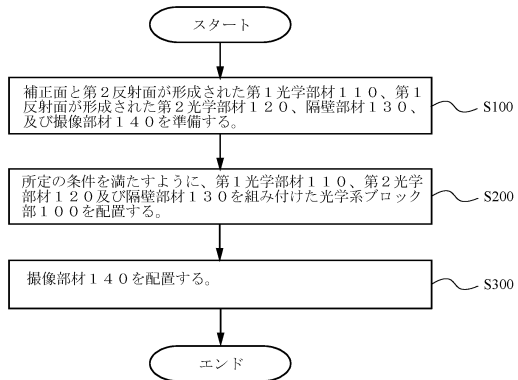 スタート
補正面と第2反射面が形成された第1光学部材110、第1
反射面が形成された第2光学部材120、隔壁部材130、
及び撮像部材140を準備する。
S100
所定の条件を満たすように、第1光学部材110、第2光学
部材120及び隔壁部材130を組み付けた光学系ブロック
部100を配置する。
S200
撮像部材140を配置する。
S300
エンド